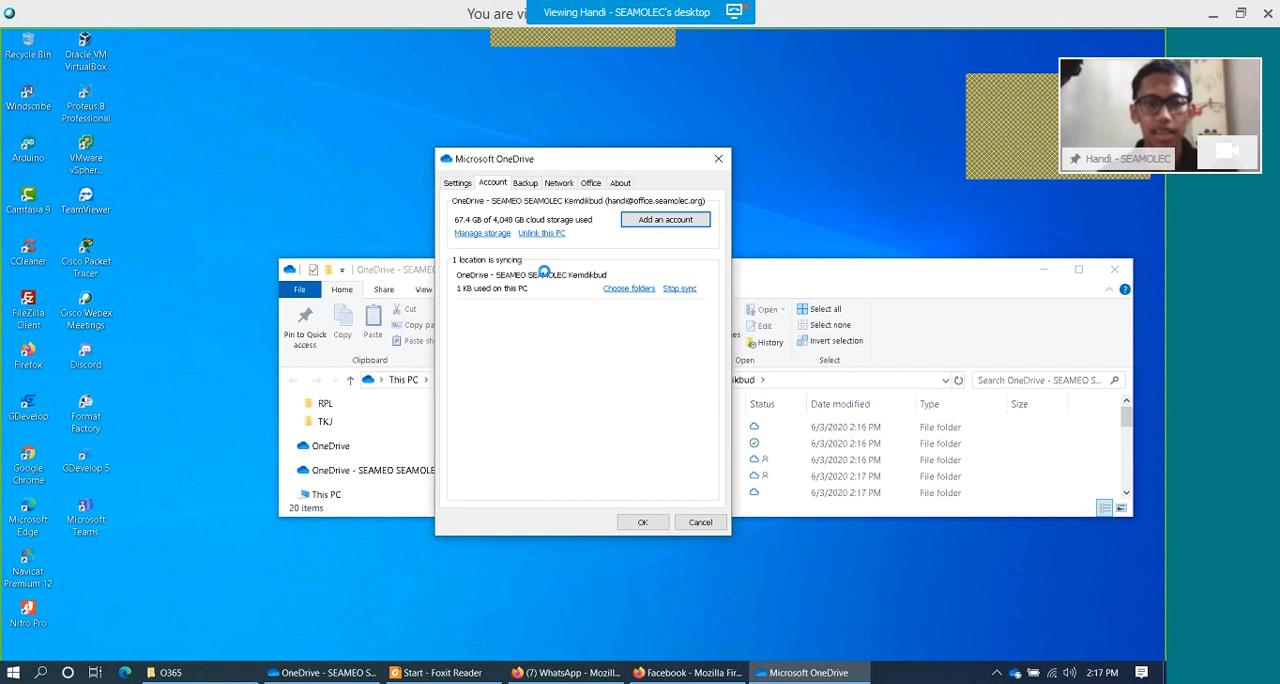 You are vi
Viewing Handi - SEAMOLEC's desktop
Recycle Bin
Oracle VM
VirtualBox
Windscribe
Proteus 8
Professional
Arduino
VMware
vSpher...
Camtasia 9
TeamViewer
CCleaner
Cisco Packet
Tracer
FileZilla
Client
Cisco Webex
Meetings
Firefox
Discord
GDevelop
Format
Factory
Google
Chrome
GDevelop 5
Microsoft
Edge
Microsoft
Teams
Navicat
Premium 12
Nitro Pro
Handi - SEAMOLEC
Microsoft OneDrive
Settings Account Backup Network Office About
OneDrive - SEAMEO SEAMOLEC Kemdikbud (handi@office.seamolec.org)
67.4 GB of 4,048 GB cloud storage used
Add an account
Manage storage Unlink this PC
1 location is syncing
OneDrive - SEAMEO SEAMOLEC Kemdikbud
1 KB used on this PC
Choose folders Stop sync
OK Cancel
OneDrive - SEAMEO
File Home Share View
Pin to Quick
access
Copy
Paste
Cut
Copy pa
Paste sh
Clipboard
Open
Edit
History
Open
Select all
Select none
Invert selection
Select
This PC
ikbud
Search OneDrive - SEAMEO S...
Status Date modified Type Size
RPL
TKJ
OneDrive
OneDrive - SEAMEO SEAMOLE
This PC
20 items
6/3/2020 2:16 PM File folder
6/3/2020 2:16 PM File folder
6/3/2020 2:16 PM File folder
6/3/2020 2:17 PM File folder
6/3/2020 2:17 PM File folder
O365
OneDrive - SEAMEO S...
Start - Foxit Reader
(7) WhatsApp - Mozill...
Facebook - Mozilla Fir...
Microsoft OneDrive
2:17 PM